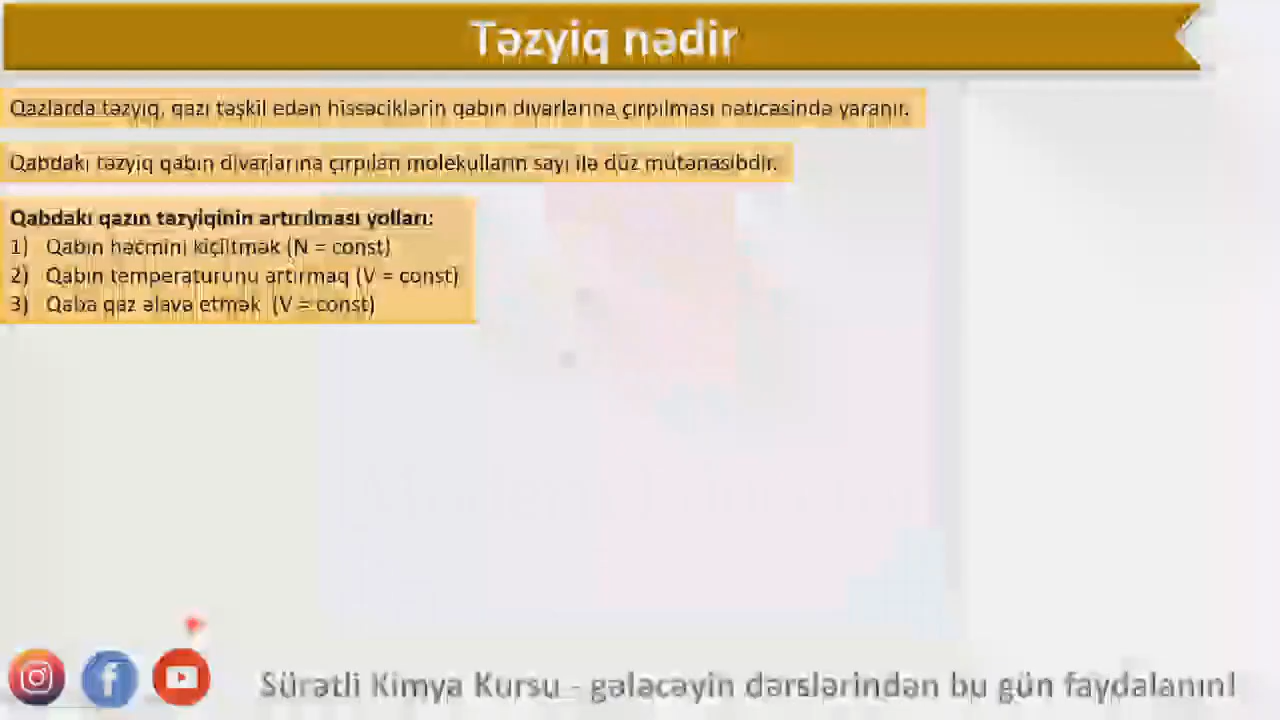 Təzyiq nədir
Qazlarda təzyiq, qazı təşkil edən hissəciklərin qabın divarlarına çırpılması nəticəsində yaranır.
Qabdakı təzyiq qabın divarlarına çırpılan molekulların sayı ilə düz mütənasibdir.
Qabdakı qazın təzyiqinin artırılması yolları:
1) Qabın həcmini kiçiltmək (N = const)
2) Qabın temperaturunu artırmaq (V = const)
3) Qaba qaz əlavə etmək (V = const)
Sürətli Kimya Kursu - gələcəyin dərslərindən bu gün faydalanın!